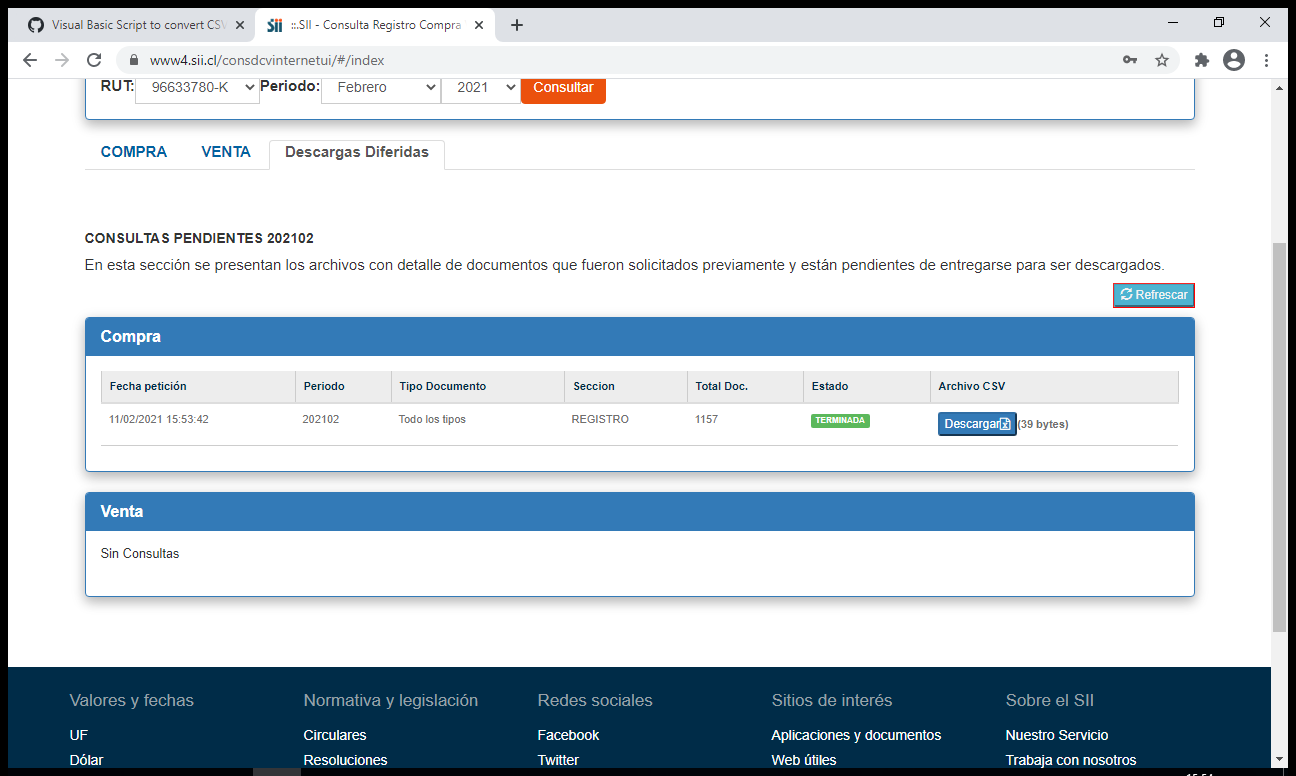 Visual Basic Script to convert CSV
:::SII - Consulta Registro Compra
www4.sii.cl/consdcvinternetui/#/index
RUT: 96633780-K Periodo: Febrero 2021 Consultar
COMPRA VENTA Descargas Diferidas
CONSULTAS PENDIENTES 202102
En esta sección se presentan los archivos con detalle de documentos que fueron solicitados previamente y están pendientes de entregarse para ser descargados.
Refrescar
Compra
Fecha petición Periodo Tipo Documento Seccion Total Doc. Estado Archivo CSV
11/02/2021 15:53:42 202102 Todo los tipos REGISTRO 1157 TERMINADA Descargar (39 bytes)
Venta
Sin Consultas
Valores y fechas Normativa y legislación Redes sociales Sitios de interés Sobre el SII
UF Circulares Facebook Aplicaciones y documentos Nuestro Servicio
Dólar Resoluciones Twitter Web útiles Trabaja con nosotros